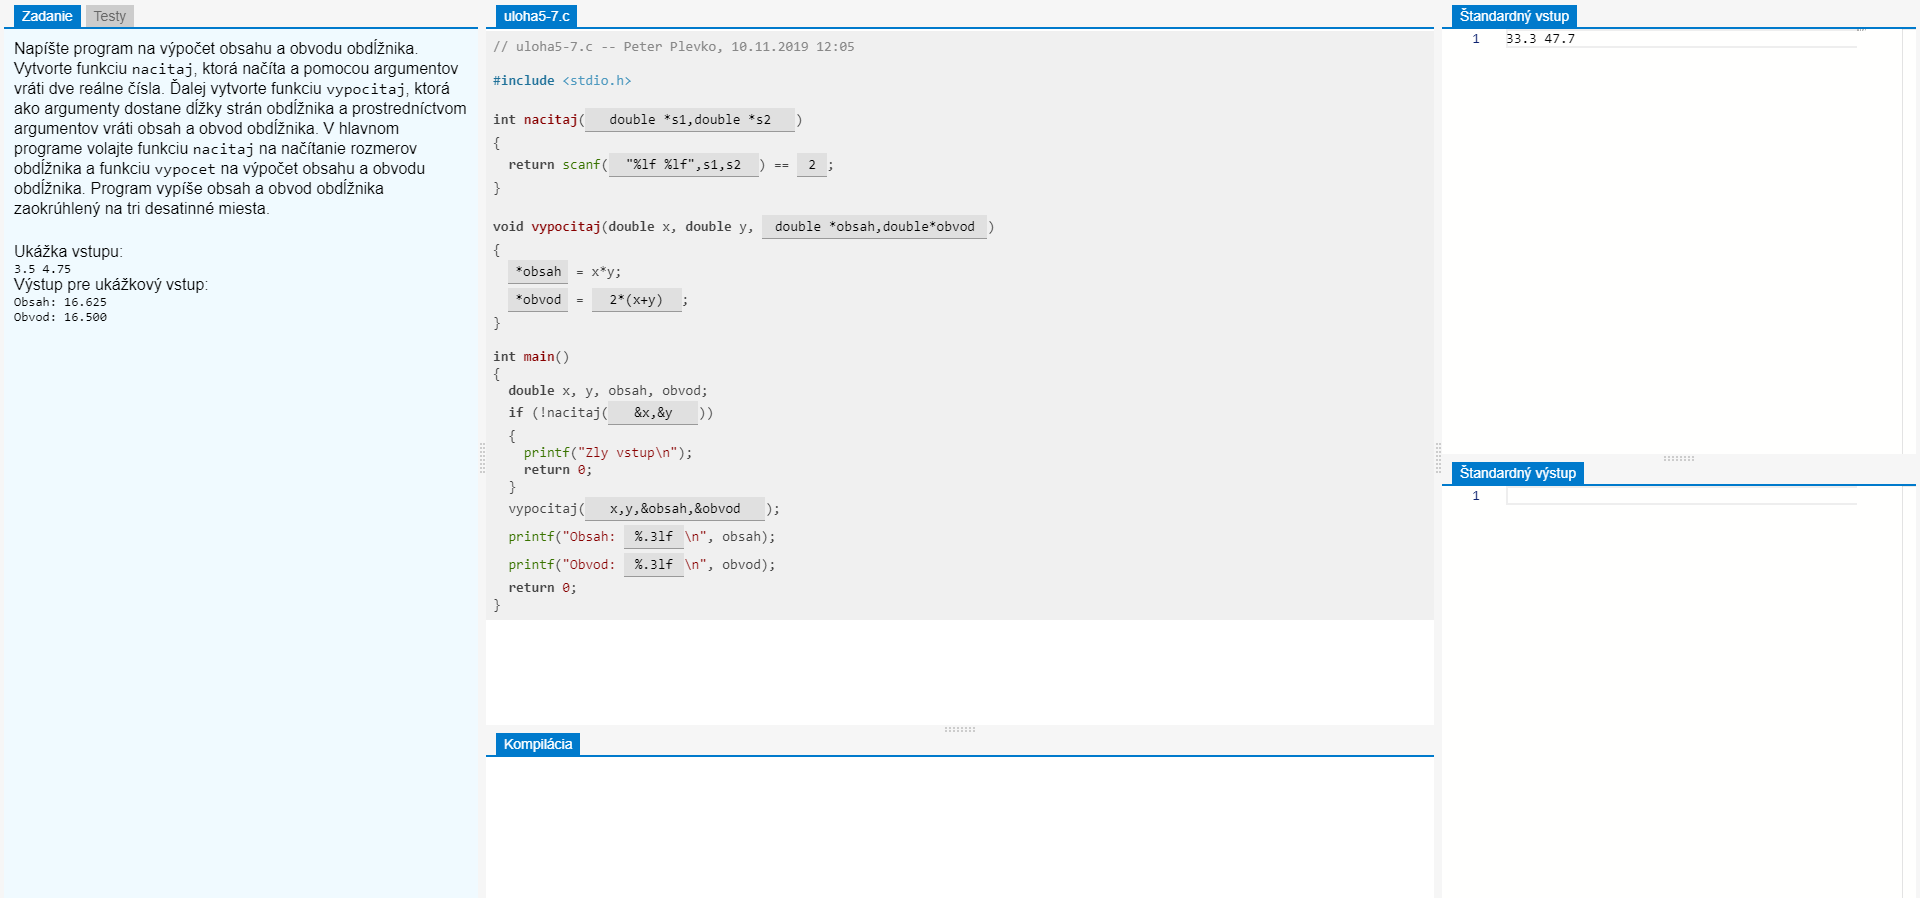 Zadanie
Testy
Napíšte program na výpočet obsahu a obvodu obdĺžnika.
Vytvorte funkciu nacitaj, ktorá načíta a pomocou argumentov
vráti dve reálne čísla. Ďalej vytvorte funkciu vypocitaj, ktorá
ako argumenty dostane dĺžky strán obdĺžnika a prostredníctvom
argumentov vráti obsah a obvod obdĺžnika. V hlavnom
programe volajte funkciu nacitaj na načítanie rozmerov
obdĺžnika a funkciu vypocet na výpočet obsahu a obvodu
obdĺžnika. Program vypíše obsah a obvod obdĺžnika
zaokrúhlený na tri desatinné miesta.
Ukážka vstupu:
3.5 4.75
Výstup pre ukážkový vstup:
Obsah: 16.625
Obvod: 16.500
uloha5-7.c
// uloha5-7.c -- Peter Plevko, 10.11.2019 12:05
#include <stdio.h>
int nacitaj( double *s1,double *s2 )
{
return scanf( "%lf %lf",s1,s2 ) == 2 ;
}
void vypocitaj(double x, double y, double *obsah,double*obvod )
{
*obsah = x*y;
*obvod = 2*(x+y) ;
}
int main()
{
double x, y, obsah, obvod;
if (!nacitaj( &x,&y ))
{
printf("Zly vstup\n");
return 0;
}
vypocitaj( x,y,&obsah,&obvod );
printf("Obsah: %.3lf \n", obsah);
printf("Obvod: %.3lf \n", obvod);
return 0;
}
Kompilácia
Štandardný vstup
1 33.3 47.7
Štandardný výstup
1